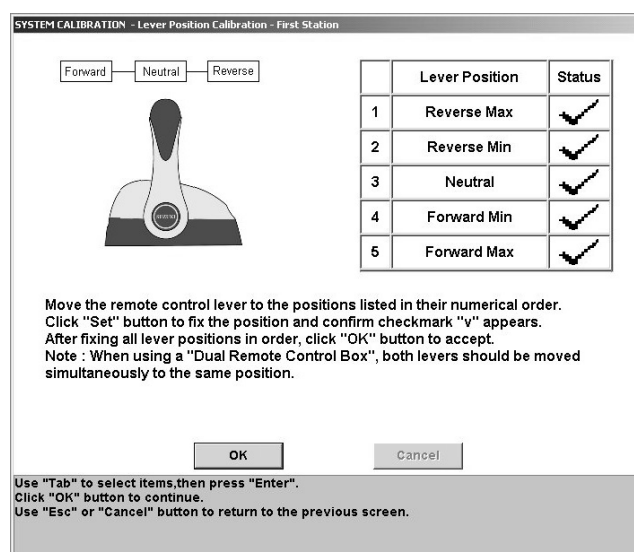 SYSTEM CALIBRATION - Lever Position Calibration - First Station
Forward Neutral Reverse
Lever Position Status
1 Reverse Max
2 Reverse Min
3 Neutral
4 Forward Min
5 Forward Max
Move the remote control lever to the positions listed in their numerical order.
Click "Set" button to fix the position and confirm checkmark "v" appears.
After fixing all lever positions in order, click "OK" button to accept.
Note : When using a "Dual Remote Control Box", both levers should be moved
simultaneously to the same position.
OK Cancel
Use "Tab" to select items,then press "Enter".
Click "OK" button to continue.
Use "Esc" or "Cancel" button to return to the previous screen.